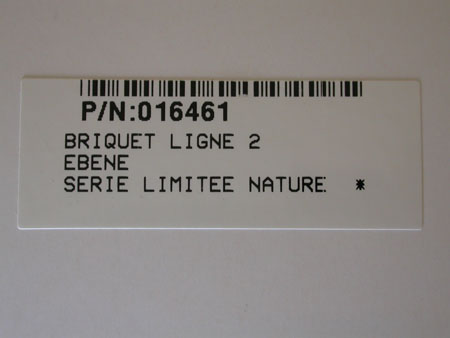 P/N:016461
BRIQUET LIGNE 2
EBENE
SERIE LIMITEE NATURE *